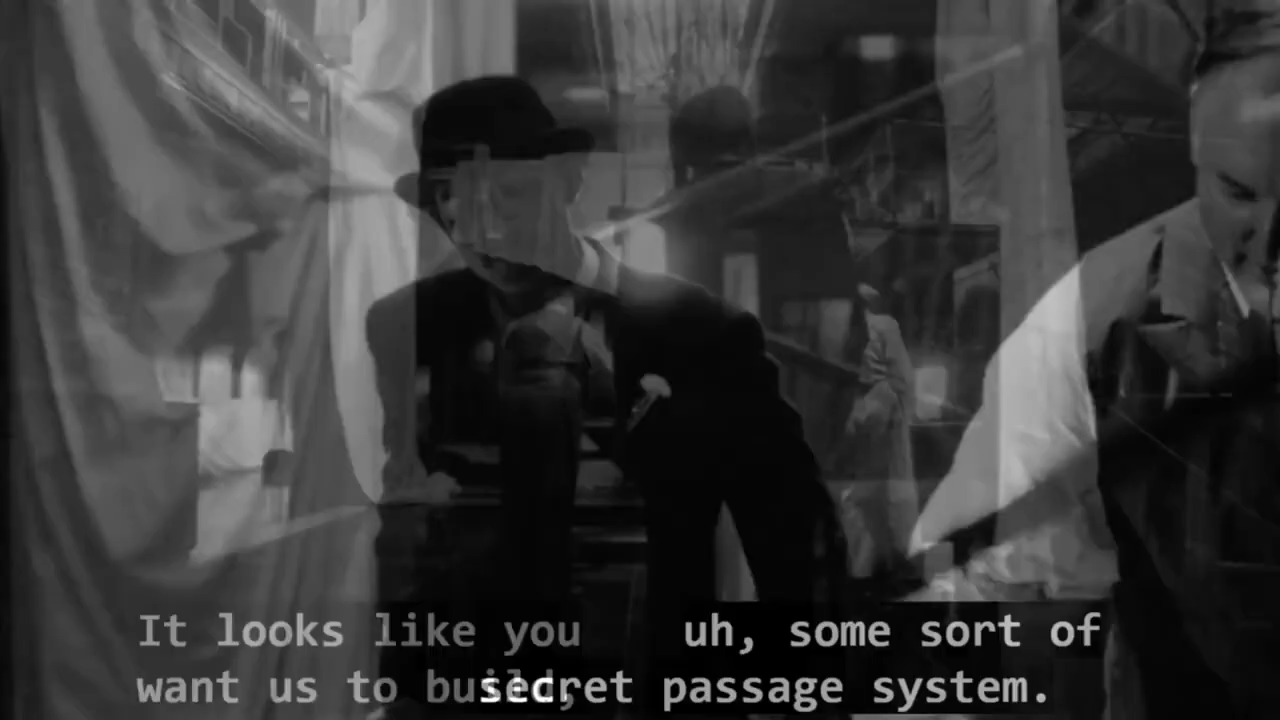 It looks like you
want us to build,
uh, some sort of
secret passage system.